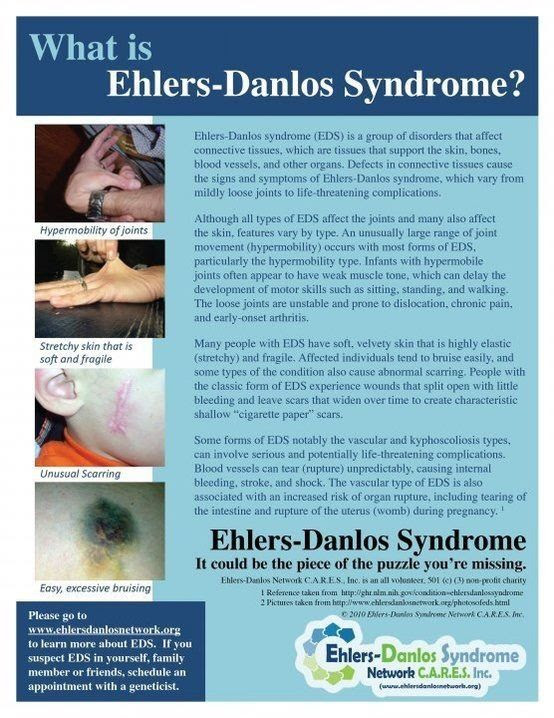 What is
Ehlers-Danlos Syndrome?
Hypermobility of joints
Stretchy skin that is
soft and fragile
Unusual Scarring
Easy, excessive bruising
Ehlers-Danlos syndrome (EDS) is a group of disorders that affect
connective tissues, which are tissues that support the skin, bones,
blood vessels, and other organs. Defects in connective tissues cause
the signs and symptoms of Ehlers-Danlos syndrome, which vary from
mildly loose joints to life-threatening complications.
Although all types of EDS affect the joints and many also affect
the skin, features vary by type. An unusually large range of joint
movement (hypermobility) occurs with most forms of EDS,
particularly the hypermobility type. Infants with hypermobile
joints often appear to have weak muscle tone, which can delay the
development of motor skills such as sitting, standing, and walking.
The loose joints are unstable and prone to dislocation, chronic pain,
and early-onset arthritis.
Many people with EDS have soft, velvety skin that is highly elastic
(stretchy) and fragile. Affected individuals tend to bruise easily, and
some types of the condition also cause abnormal scarring. People with
the classic form of EDS experience wounds that split open with little
bleeding and leave scars that widen over time to create characteristic
shallow “cigarette paper” scars.
Some forms of EDS notably the vascular and kyphoscoliosis types,
can involve serious and potentially life-threatening complications.
Blood vessels can tear (rupture) unpredictably, causing internal
bleeding, stroke, and shock. The vascular type of EDS is also
associated with an increased risk of organ rupture, including tearing of
the intestine and rupture of the uterus (womb) during pregnancy. 1
Ehlers-Danlos Syndrome
It could be the piece of the puzzle you’re missing.
Ehlers-Danlos Network C.A.R.E.S., Inc. is an all volunteer, 501 (c) (3) non-profit charity
1 Reference taken from http://ghr.nlm.nih.gov/condition=ehlersdanlossyndrome
2 Pictures taken from http://www.ehlersdanlosnetwork.org/photosofeds.html
© 2010 Ehlers-Danlos Syndrome Network C.A.R.E.S. Inc.
Please go to
www.ehlersdanlosnetwork.org
to learn more about EDS. If you
suspect EDS in yourself, family
member or friends, schedule an
appointment with a geneticist.
Ehlers-Danlos Syndrome
Network C.A.R.E.S. Inc.
(www.ehlersdanlosnetwork.org)